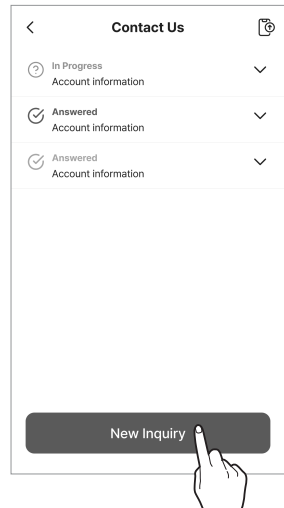 Contact Us
In Progress
Account information
Answered
Account information
Answered
Account information
New Inquiry